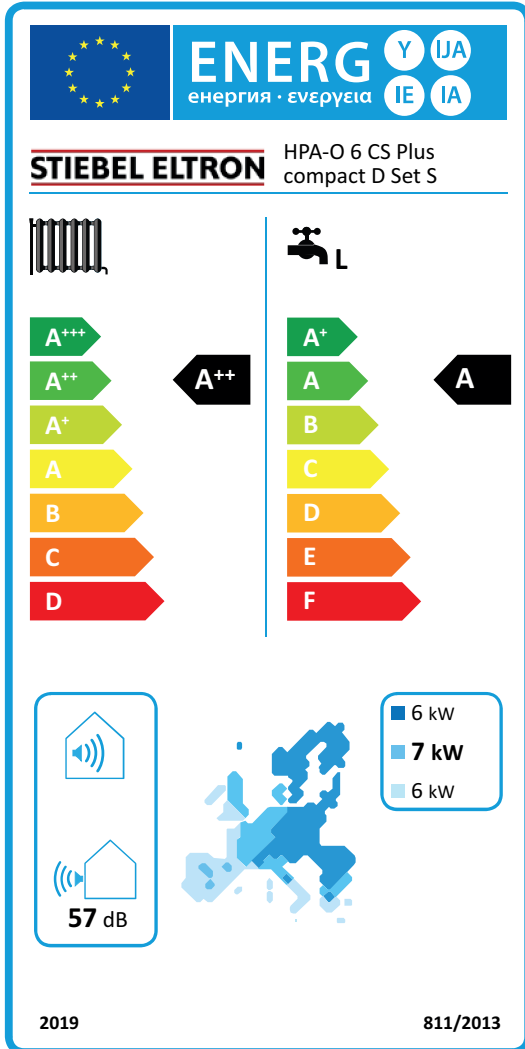 ENERG
енергия · ενεργεια
Y IJA
IE IA
STIEBEL ELTRON
HPA-O 6 CS Plus
compact D Set S
L
A+++
A++
A+
A
B
C
D
A++
A+
A
B
C
D
E
F
A
57 dB
6 kW
7 kW
6 kW
2019
811/2013